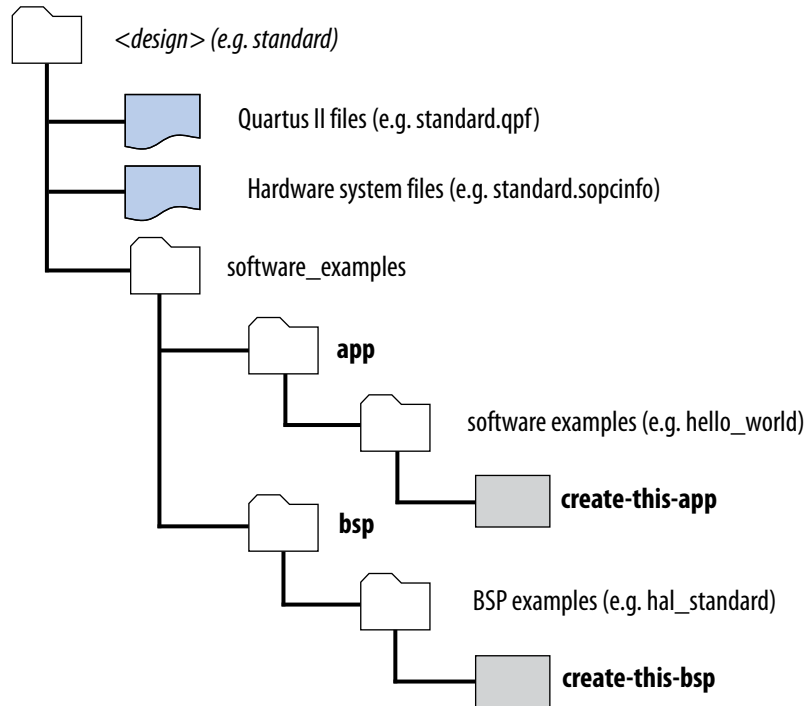 <design> (e.g. standard)
Quartus II files (e.g. standard.qpf)
Hardware system files (e.g. standard.sopcinfo)
software_examples
app
software examples (e.g. hello_world)
create-this-app
bsp
BSP examples (e.g. hal_standard)
create-this-bsp